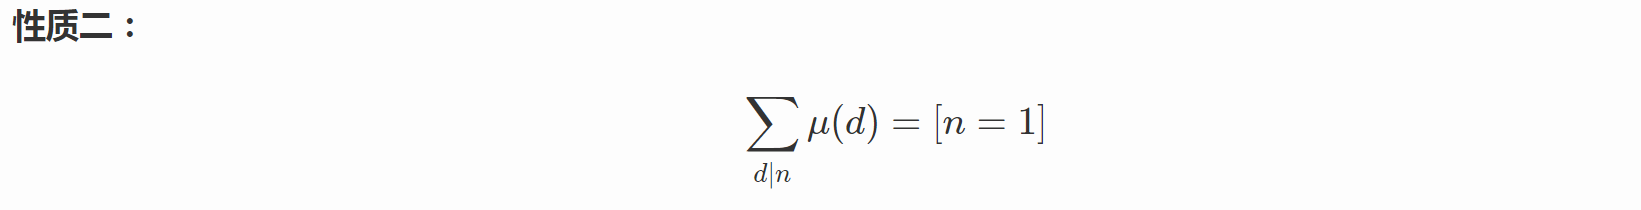 性质二：
∑ μ(d) = [n = 1]
d|n